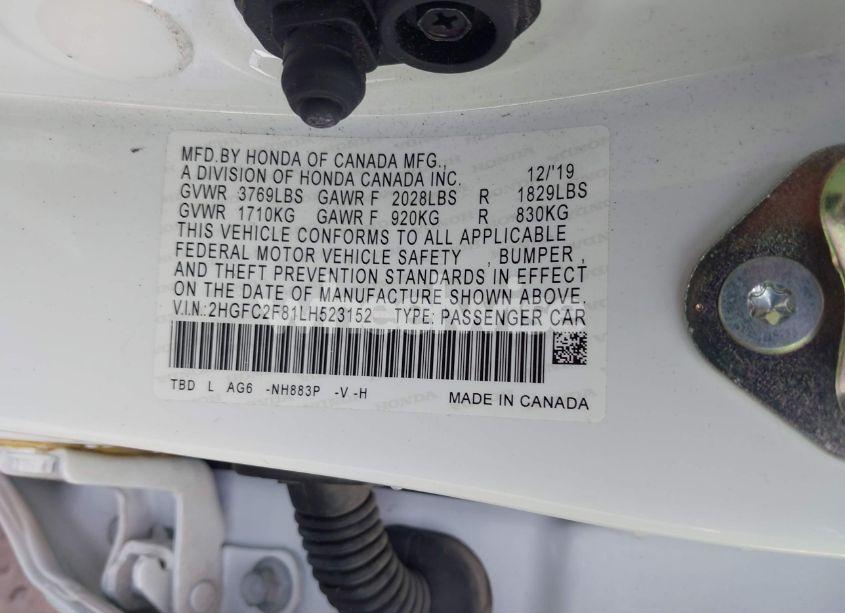 MFD.BY HONDA OF CANADA MFG.,
A DIVISION OF HONDA CANADA INC. 12/'19
GVWR 3769LBS GAWR F 2028LBS R 1829LBS
GVWR 1710KG GAWR F 920KG R 830KG
THIS VEHICLE CONFORMS TO ALL APPLICABLE
FEDERAL MOTOR VEHICLE SAFETY , BUMPER ,
AND THEFT PREVENTION STANDARDS IN EFFECT
ON THE DATE OF MANUFACTURE SHOWN ABOVE.
V.I.N.:2HGFC2F81LH523152 TYPE: PASSENGER CAR
TBD L AG6 -NH883P -V -H
MADE IN CANADA